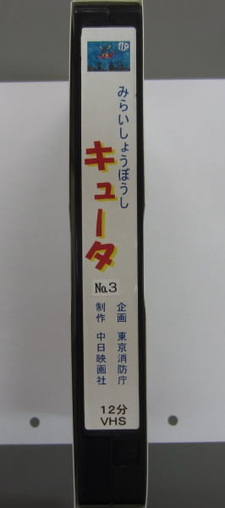 みらいしょうぼうし
キュータ
No.3
企画 東京消防庁
制作 中日映画社
12分
VHS